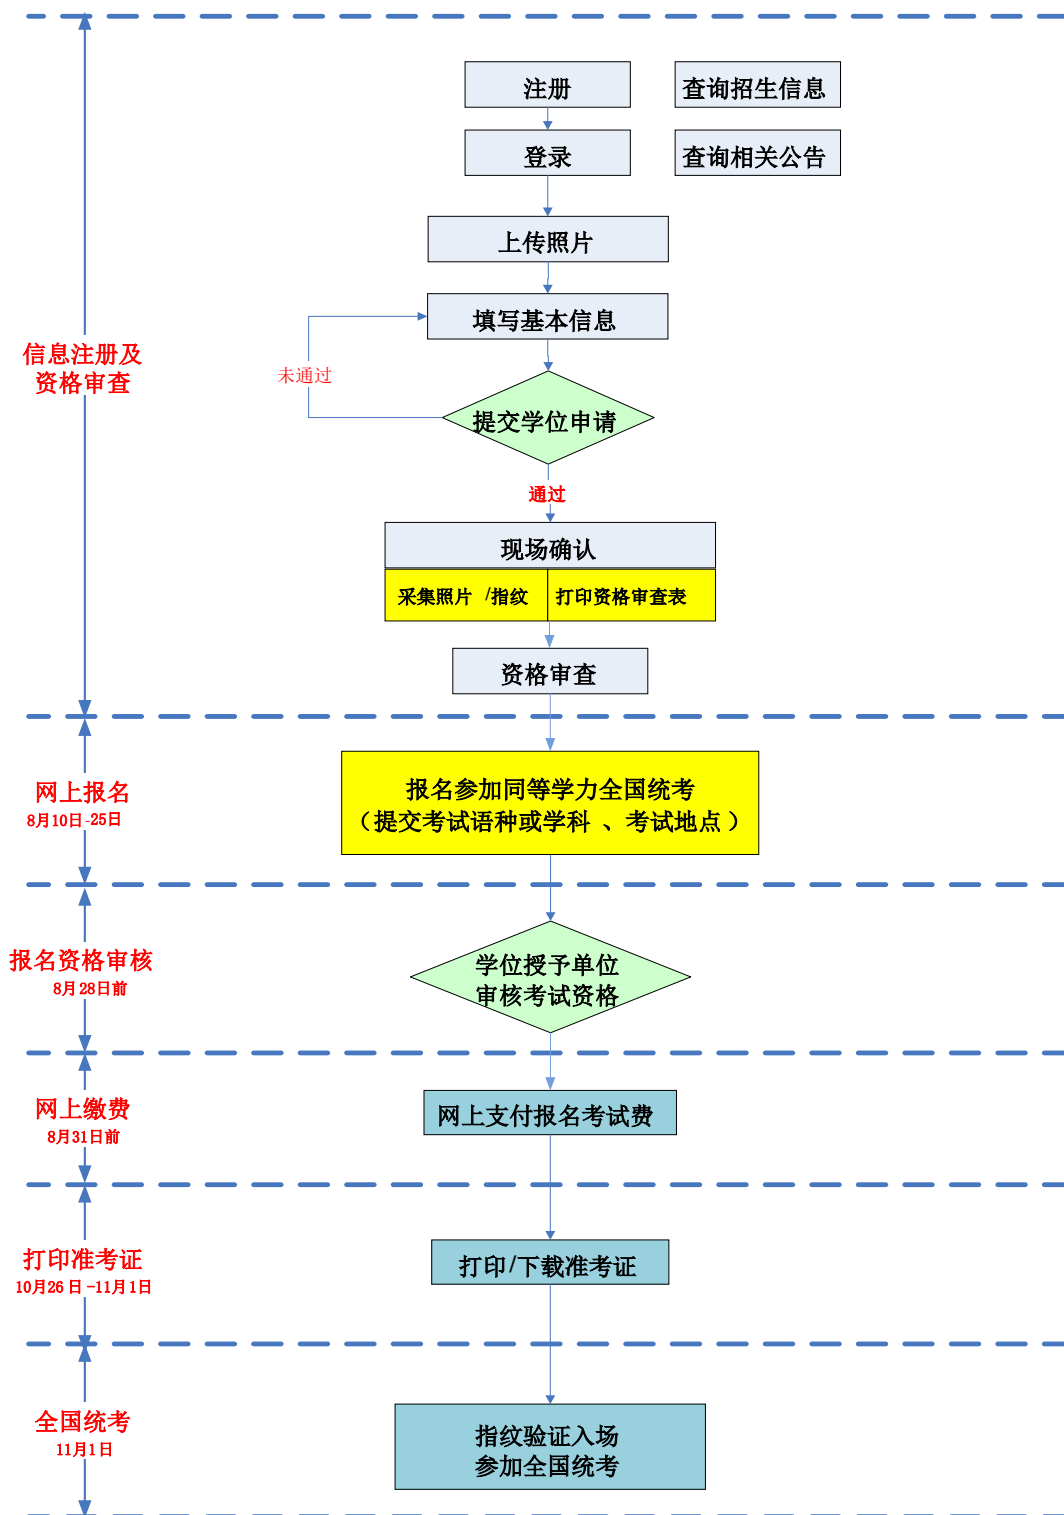 注册
查询招生信息
登录
查询相关公告
上传照片
填写基本信息
信息注册及
资格审查
未通过
提交学位申请
通过
现场确认
采集照片 /指纹
打印资格审查表
资格审查
网上报名
8月10日-25日
报名参加同等学力全国统考
（提交考试语种或学科 、考试地点）
报名资格审核
8月28日前
学位授予单位
审核考试资格
网上缴费
8月31日前
网上支付报名考试费
打印准考证
10月26日-11月1日
打印/下载准考证
全国统考
11月1日
指纹验证入场
参加全国统考